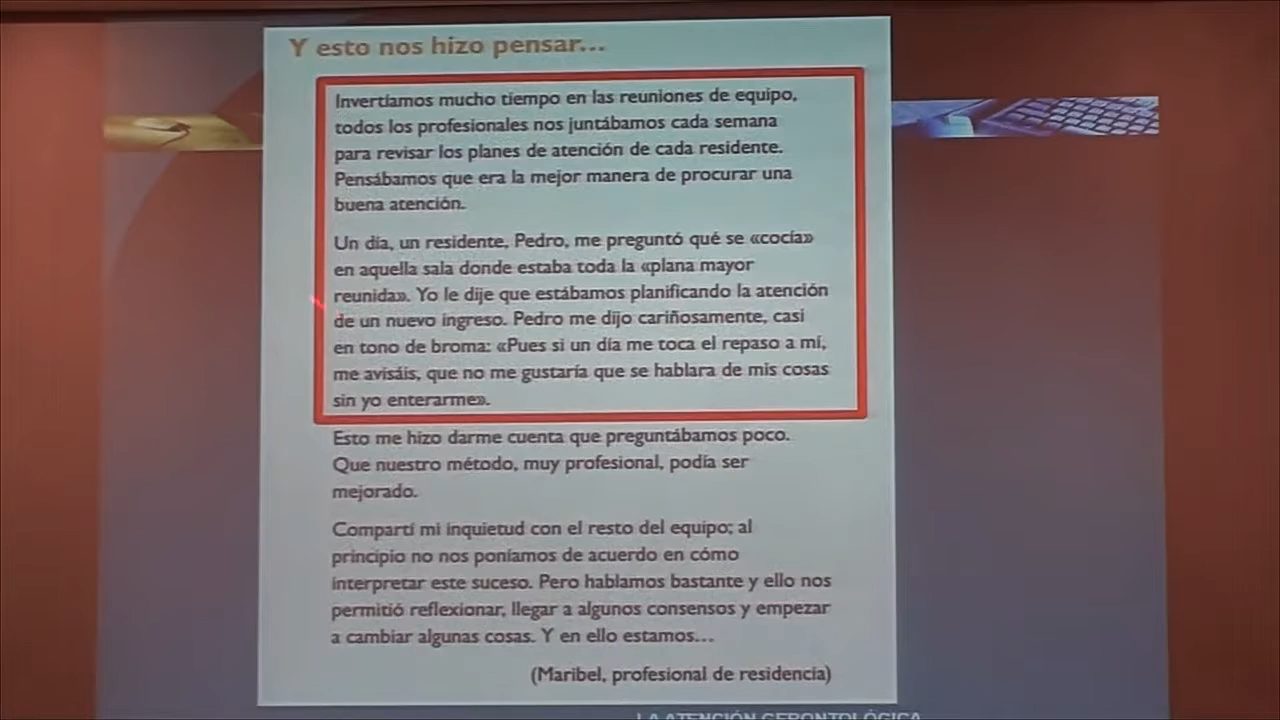 Y esto nos hizo pensar...
Invertíamos mucho tiempo en las reuniones de equipo,
todos los profesionales nos juntábamos cada semana
para revisar los planes de atención de cada residente.
Pensábamos que era la mejor manera de procurar una
buena atención.
Un día, un residente, Pedro, me preguntó qué se «cocía»
en aquella sala donde estaba toda la «plana mayor
reunida». Yo le dije que estábamos planificando la atención
de un nuevo ingreso. Pedro me dijo cariñosamente, casi
en tono de broma: «Pues si un día me toca el repaso a mí,
me avisáis, que no me gustaría que se hablara de mis cosas
sin yo enterarme».
Esto me hizo darme cuenta que preguntábamos poco.
Que nuestro método, muy profesional, podía ser
mejorado.
Compartí mi inquietud con el resto del equipo; al
principio no nos poníamos de acuerdo en cómo
interpretar este suceso. Pero hablamos bastante y ello nos
permitió reflexionar, llegar a algunos consensos y empezar
a cambiar algunas cosas. Y en ello estamos...
(Maribel, profesional de residencia)
LA ATENCIÓN GERONTOLÓGICA